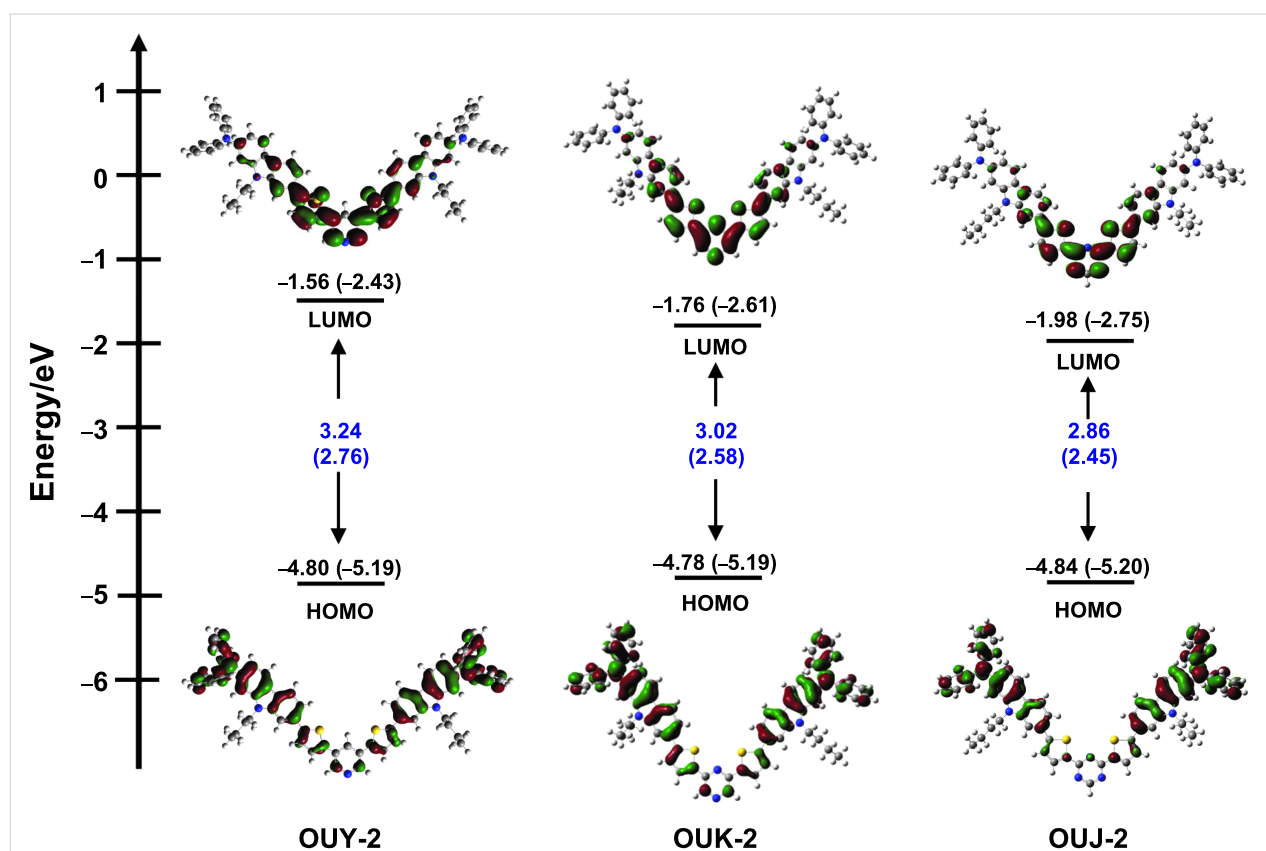 Energy/eV
1
0
–1
–2
–3
–4
–5
–6
–1.56 (–2.43)
LUMO
3.24
(2.76)
–4.80 (–5.19)
HOMO
OUY-2
–1.76 (–2.61)
LUMO
3.02
(2.58)
–4.78 (–5.19)
HOMO
OUK-2
–1.98 (–2.75)
LUMO
2.86
(2.45)
–4.84 (–5.20)
HOMO
OUJ-2